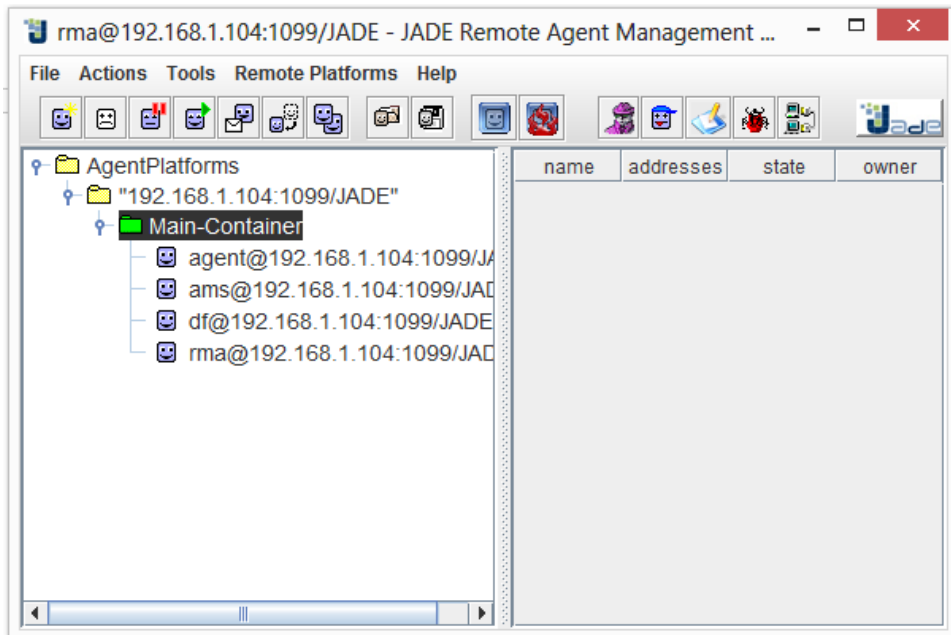 rma@192.168.1.104:1099/JADE - JADE Remote Agent Management ...
File Actions Tools Remote Platforms Help
Jade
AgentPlatforms
"192.168.1.104:1099/JADE"
Main-Container
agent@192.168.1.104:1099/JA
ams@192.168.1.104:1099/JAD
df@192.168.1.104:1099/JADE
rma@192.168.1.104:1099/JAD
name addresses state owner